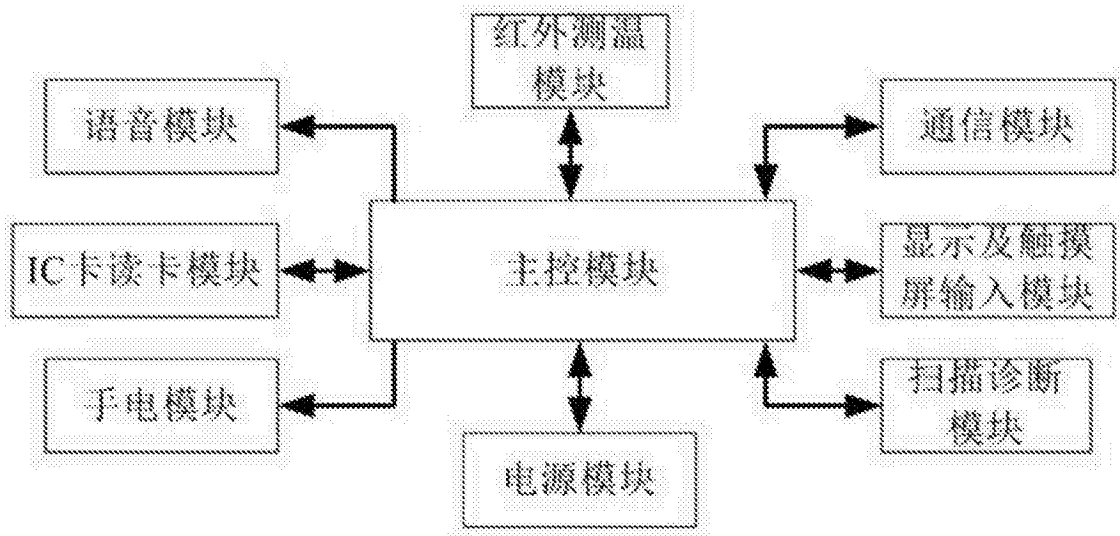 红外测温
模块
语音模块
通信模块
IC卡读卡模块
主控模块
显示及触摸
屏输入模块
手电模块
扫描诊断
模块
电源模块